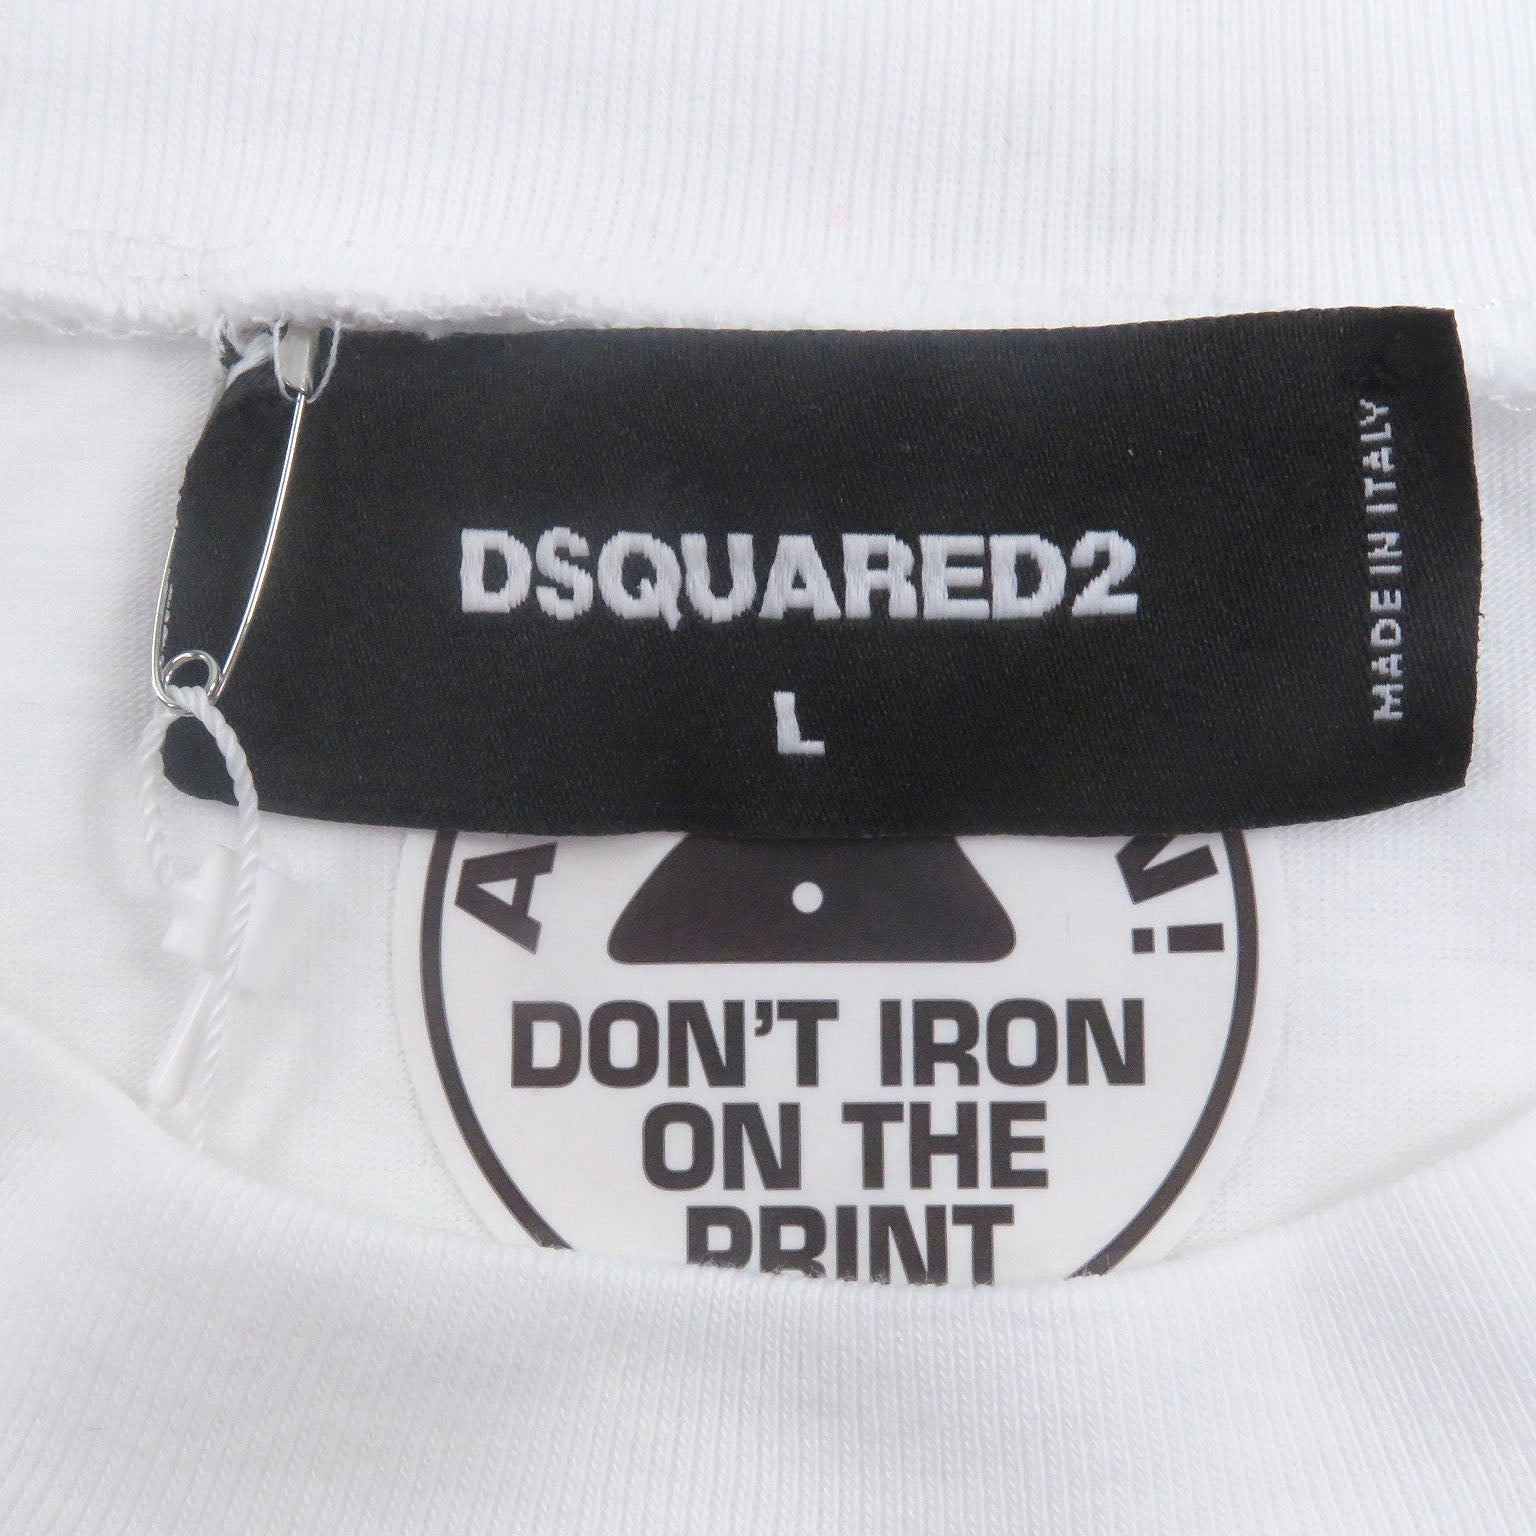 DSQUARED2
L
MADE IN ITALY
DON'T IRON
ON THE
PRINT